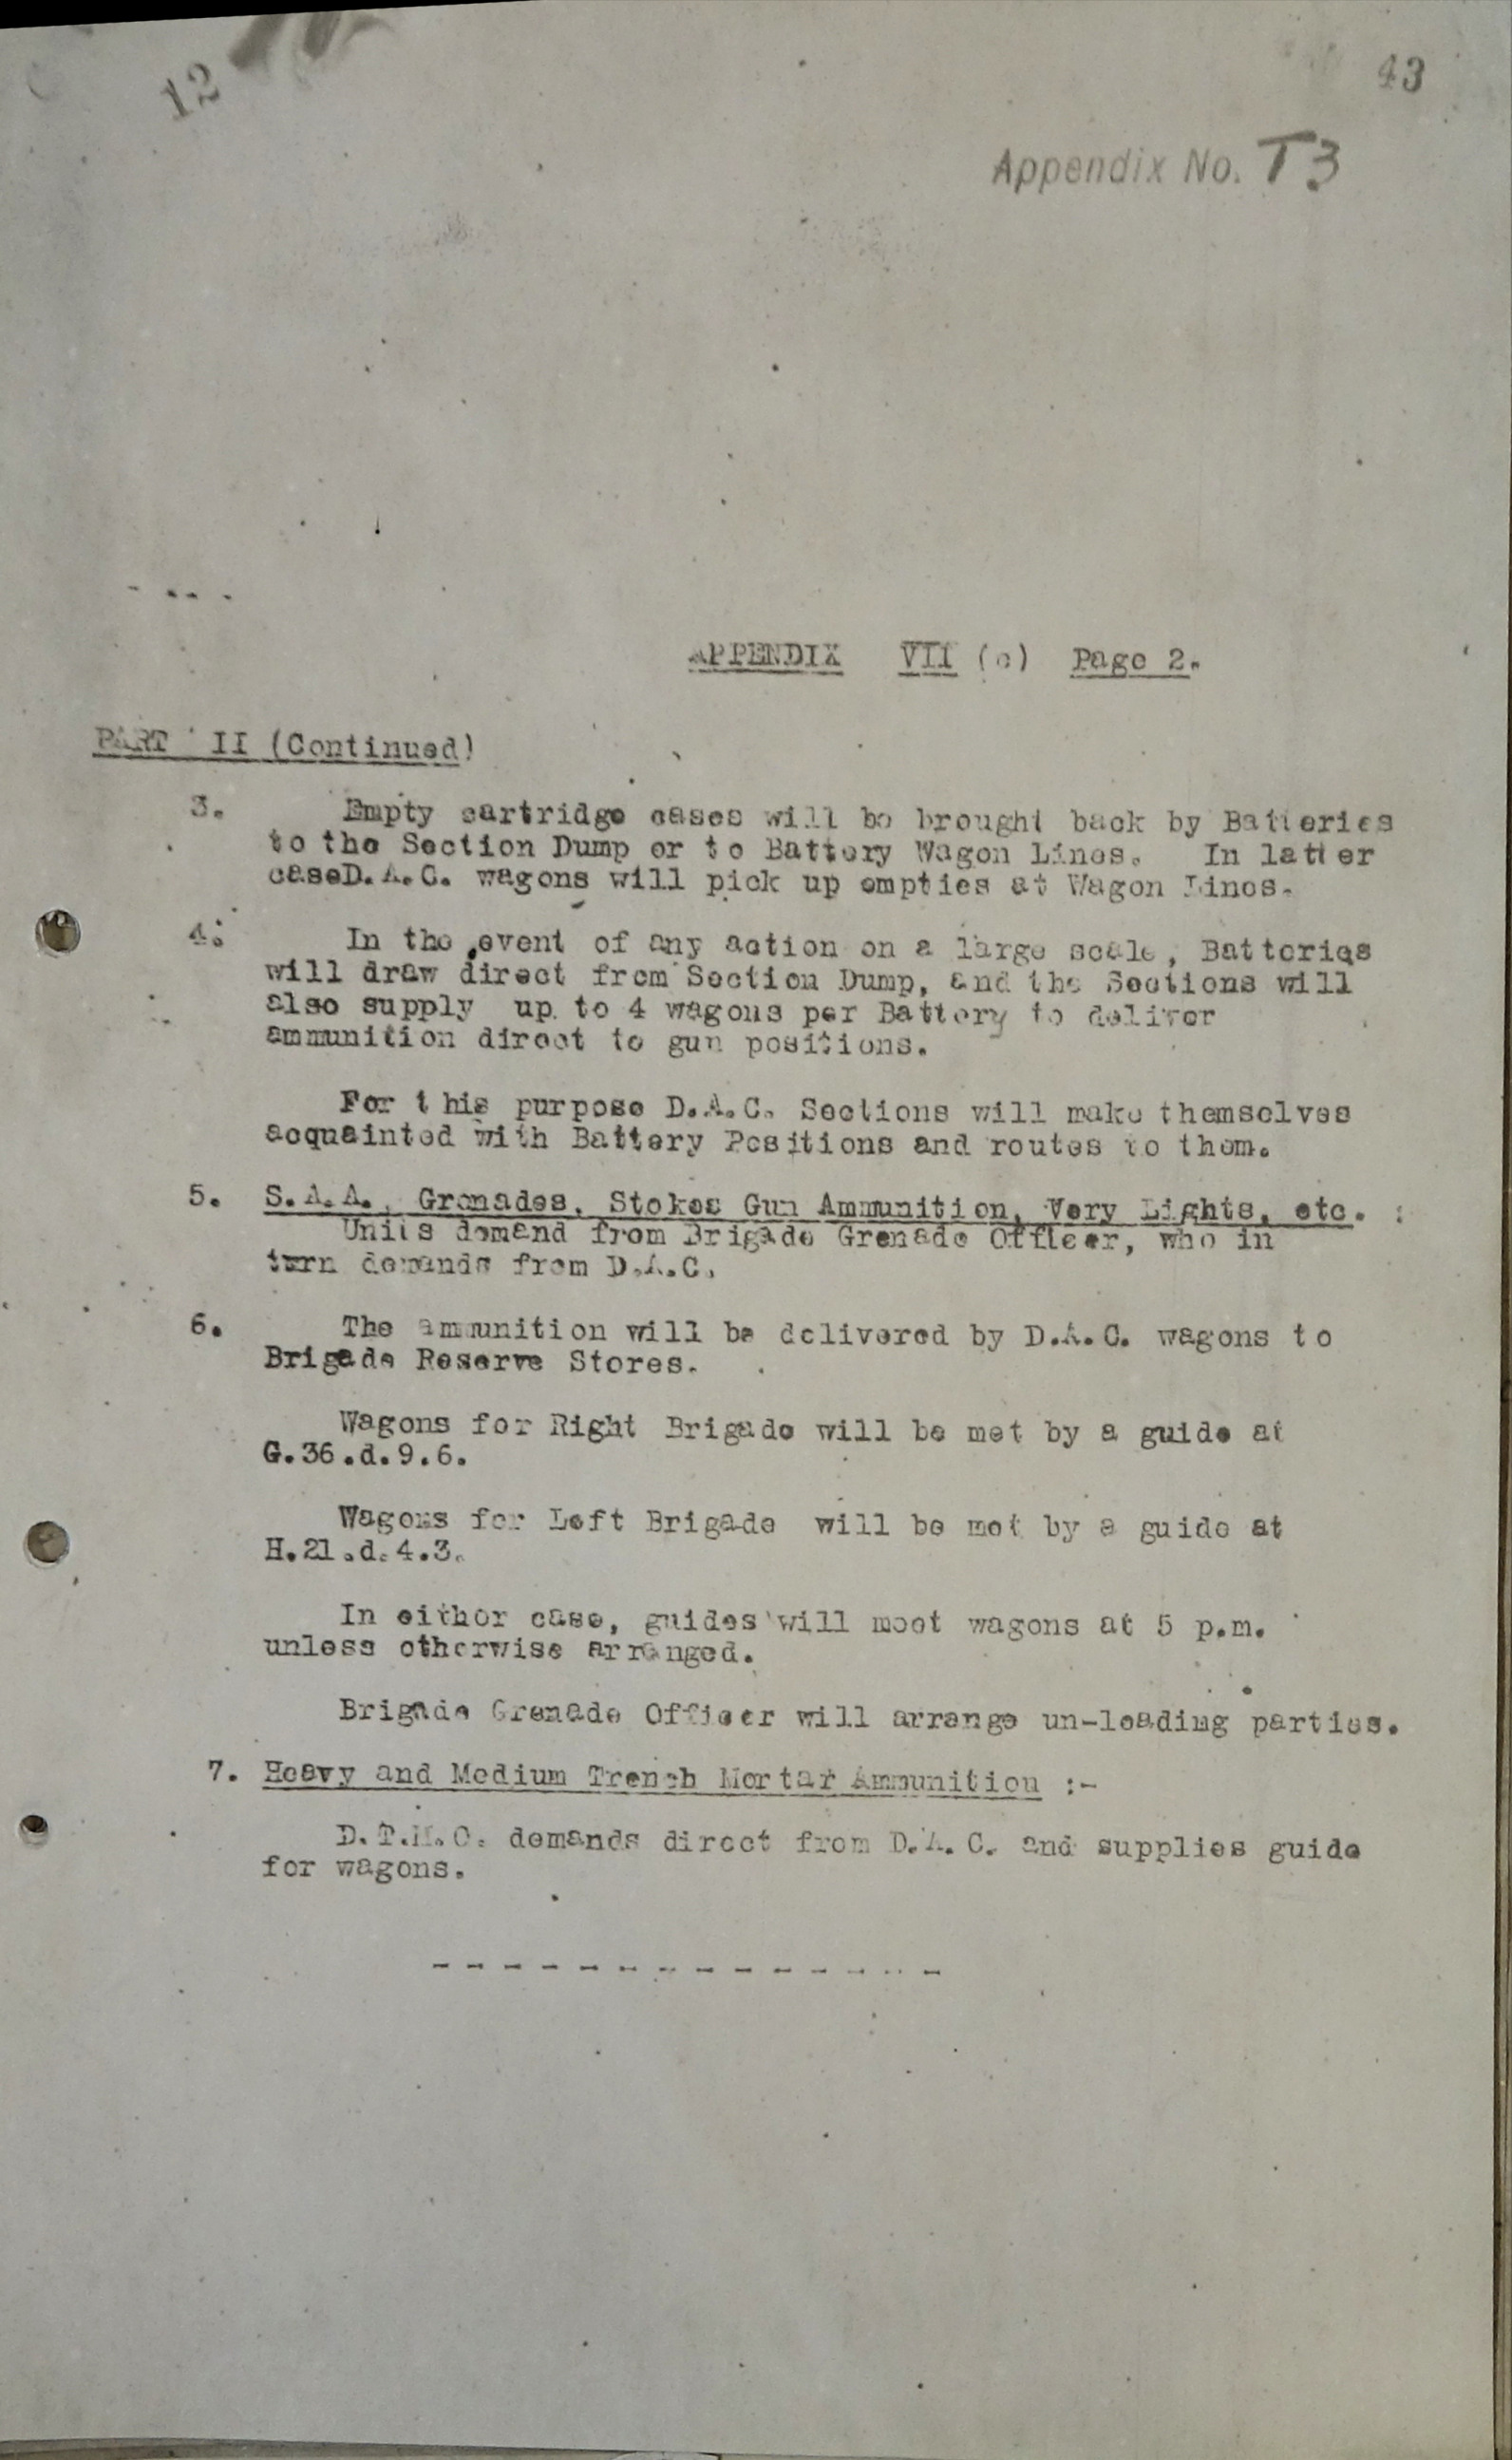 12
43
Appendix No. T3
APPENDIX VII (c) Page 2.
PART II (Continued)
3. Empty cartridge cases will be brought back by Batteries
to the Section Dump or to Battery Wagon Lines. In latter
caseD.A.C. wagons will pick up empties at Wagon Lines.
4. In the event of any action on a large scale, Batteries
will draw direct from Section Dump, and the Sections will
also supply up to 4 wagons per Battery to deliver
ammunition direct to gun positions.
For this purpose D.A.C. Sections will make themselves
acquainted with Battery Positions and routes to them.
5. S.A.A., Grenades, Stokes Gun Ammunition, Very Lights, etc. :
Units demand from Brigade Grenade Officer, who in
turn demands from D.A.C.
6. The ammunition will be delivered by D.A.C. wagons to
Brigade Reserve Stores.
Wagons for Right Brigade will be met by a guide at
G.36.d.9.6.
Wagons for Left Brigade will be met by a guide at
H.21.d.4.3.
In either case, guides will meet wagons at 5 p.m.
unless otherwise arranged.
Brigade Grenade Officer will arrange un-loading parties.
7. Heavy and Medium Trench Mortar Ammunition :-
D.T.M.O. demands direct from D.A.C. and supplies guide
for wagons.
- - - - - - - - - - - - - -